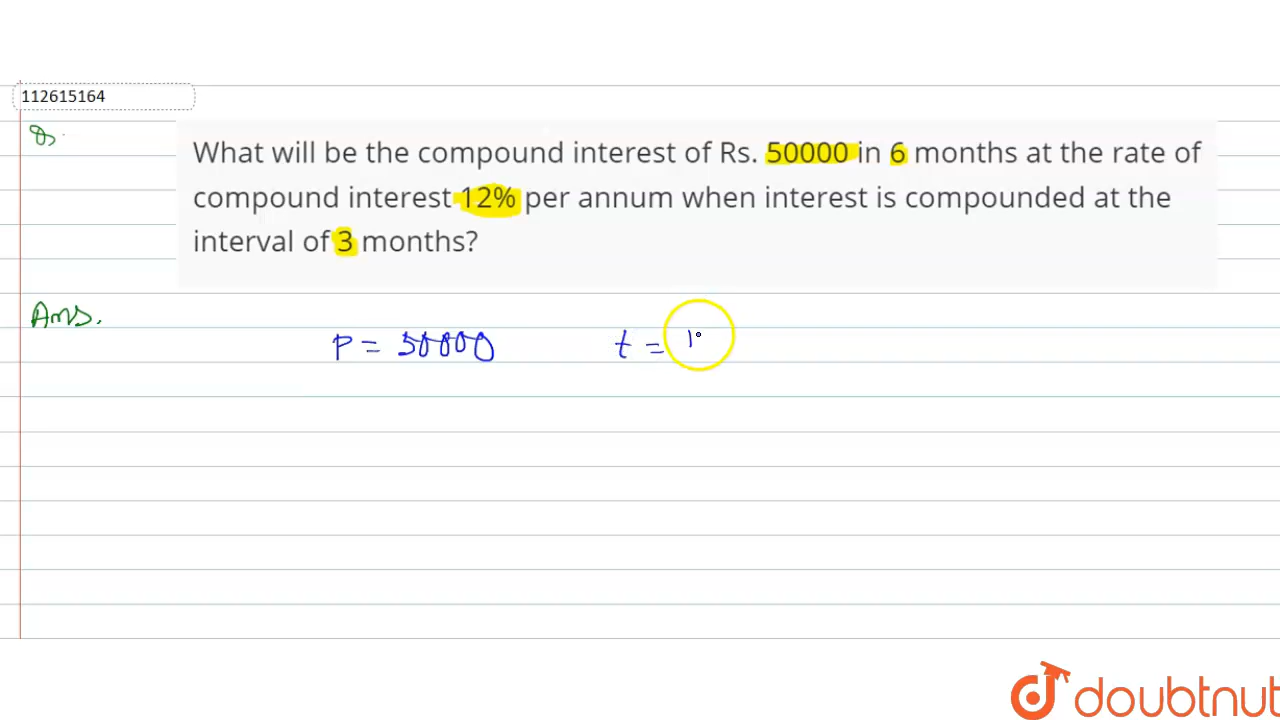 112615164
What will be the compound interest of Rs. 50000 in 6 months at the rate of
compound interest 12% per annum when interest is compounded at the
interval of 3 months?
Ans.
P = 50000 t = 1
doubtnut